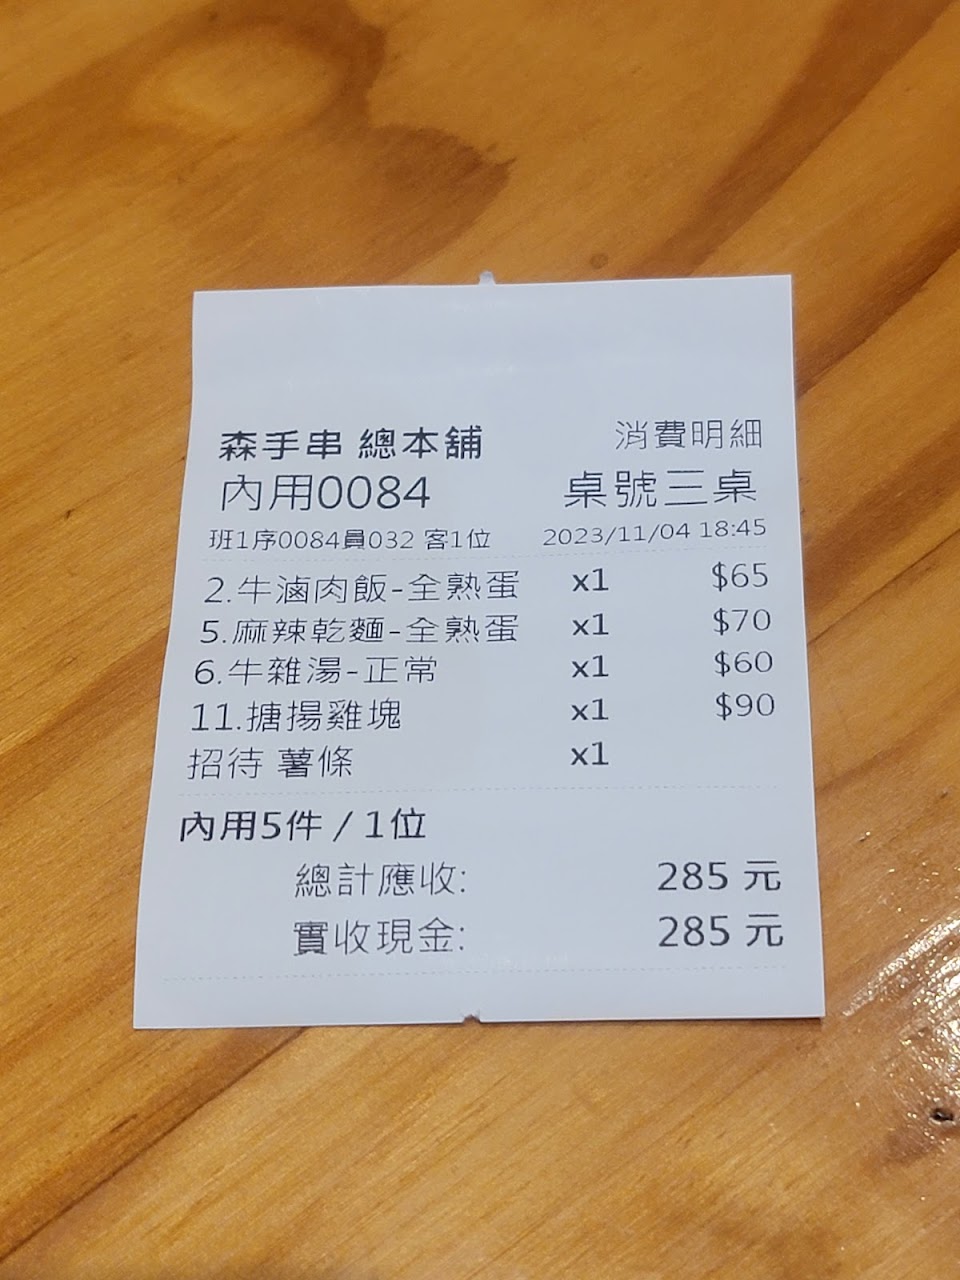 森手串 總本舖 消費明細
內用0084 桌號三桌
班1序0084員032 客1位 2023/11/04 18:45
2.牛滷肉飯-全熟蛋 x1 $65
5.麻辣乾麵-全熟蛋 x1 $70
6.牛雜湯-正常 x1 $60
11.搪揚雞塊 x1 $90
招待 薯條 x1
內用5件 / 1位
總計應收: 285 元
實收現金: 285 元